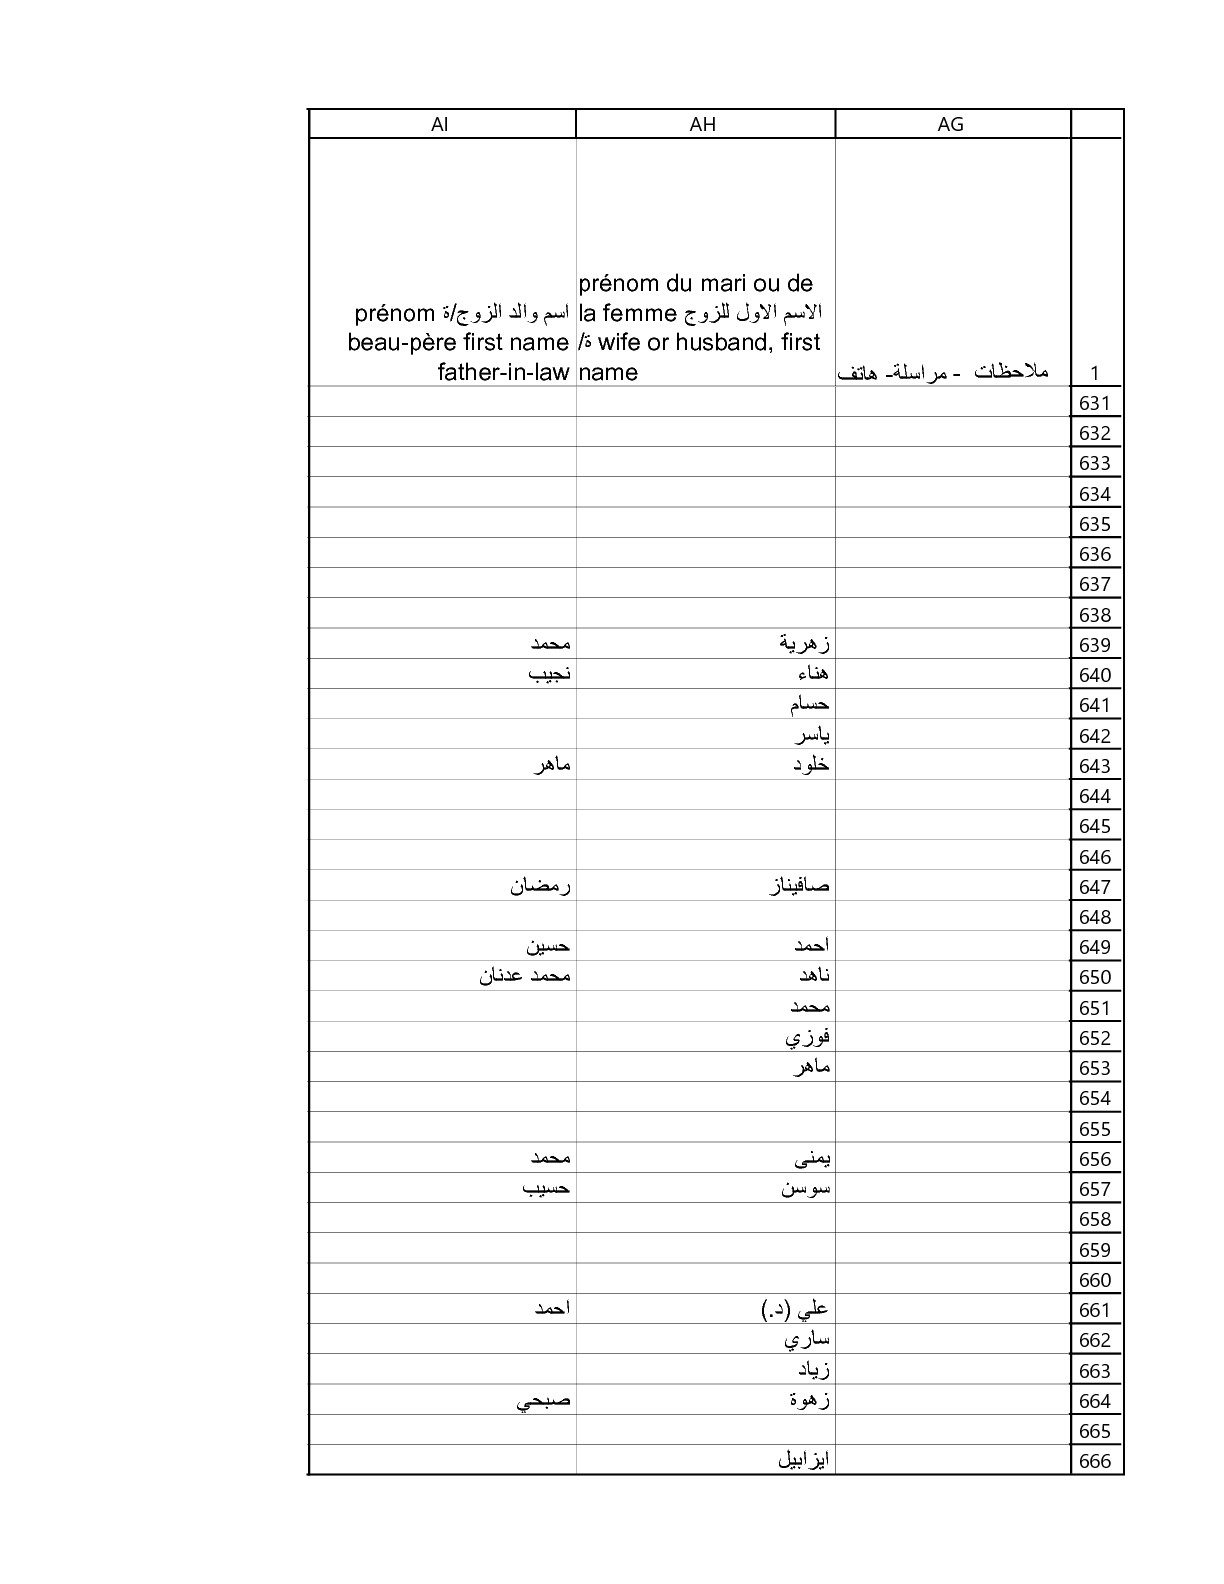 AI AH AG
prénom du mari ou de
prénom اسم والد الزوج/ة la femme الاسم الاول للزوج
beau-père first name /ة wife or husband, first
father-in-law name ملاحظات - مراسلة- هاتف 1
631
632
633
634
635
636
637
638
محمد زهرية 639
نجيب هناء 640
حسام 641
ياسر 642
ماهر خلود 643
644
645
646
رمضان صافيناز 647
648
حسين احمد 649
محمد عدنان ناهد 650
محمد 651
فوزي 652
ماهر 653
654
655
محمد يمنى 656
حسيب سوسن 657
658
659
660
احمد علي (د.) 661
ساري 662
زياد 663
صبحي زهوة 664
665
ايزابيل 666